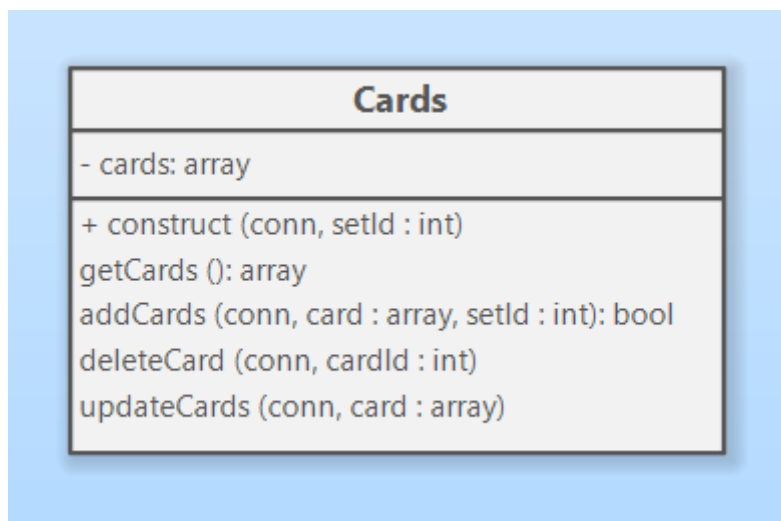 Cards
- cards: array
+ construct (conn, setId : int)
getCards (): array
addCards (conn, card : array, setId : int): bool
deleteCard (conn, cardId : int)
updateCards (conn, card : array)